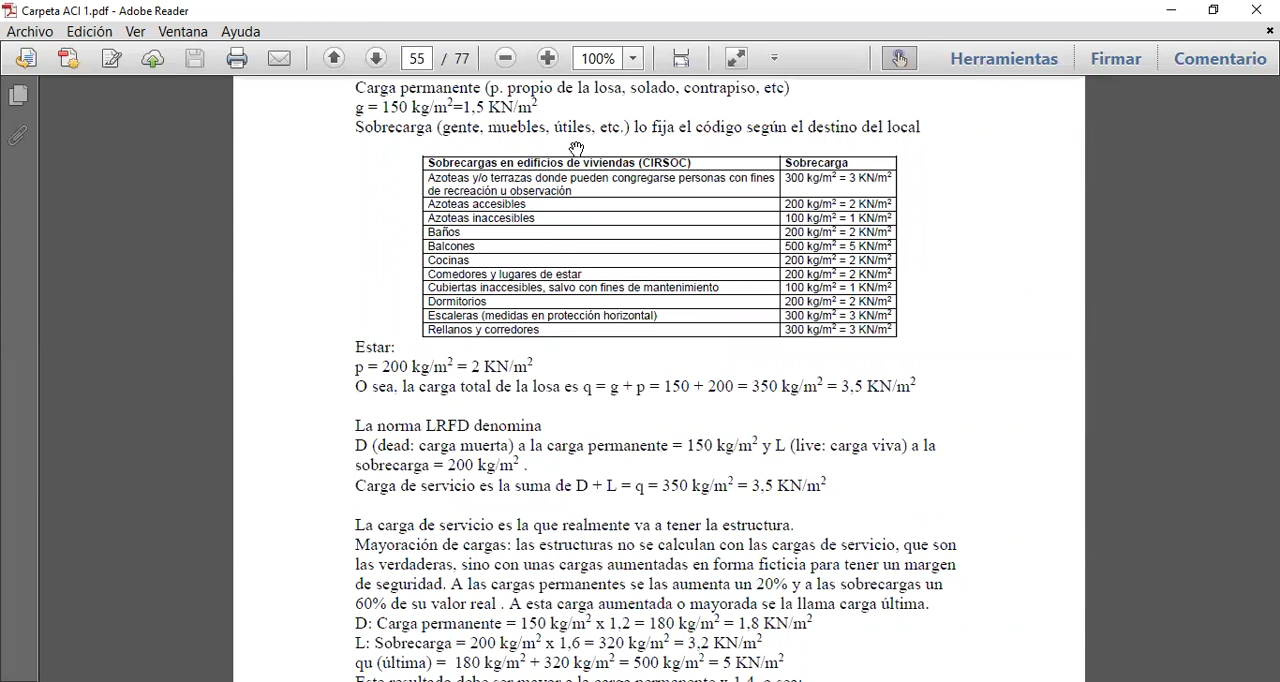 Carpeta ACI 1.pdf - Adobe Reader
Archivo Edición Ver Ventana Ayuda
55 / 77 100% Herramientas Firmar Comentario
Carga permanente (p. propio de la losa, solado, contrapiso, etc)
g = 150 kg/m²=1,5 KN/m²
Sobrecarga (gente, muebles, útiles, etc.) lo fija el código según el destino del local
Sobrecargas en edificios de viviendas (CIRSOC) Sobrecarga
Azoteas y/o terrazas donde pueden congregarse personas con fines 300 kg/m² = 3 KN/m²
de recreación u observación
Azoteas accesibles 200 kg/m² = 2 KN/m²
Azoteas inaccesibles 100 kg/m² = 1 KN/m²
Baños 200 kg/m² = 2 KN/m²
Balcones 500 kg/m² = 5 KN/m²
Cocinas 200 kg/m² = 2 KN/m²
Comedores y lugares de estar 200 kg/m² = 2 KN/m²
Cubiertas inaccesibles, salvo con fines de mantenimiento 100 kg/m² = 1 KN/m²
Dormitorios 200 kg/m² = 2 KN/m²
Escaleras (medidas en protección horizontal) 300 kg/m² = 3 KN/m²
Rellanos y corredores 300 kg/m² = 3 KN/m²
Estar:
p = 200 kg/m² = 2 KN/m²
O sea, la carga total de la losa es q = g + p = 150 + 200 = 350 kg/m² = 3,5 KN/m²
La norma LRFD denomina
D (dead: carga muerta) a la carga permanente = 150 kg/m² y L (live: carga viva) a la
sobrecarga = 200 kg/m² .
Carga de servicio es la suma de D + L = q = 350 kg/m² = 3,5 KN/m²
La carga de servicio es la que realmente va a tener la estructura.
Mayoración de cargas: las estructuras no se calculan con las cargas de servicio, que son
las verdaderas, sino con unas cargas aumentadas en forma ficticia para tener un margen
de seguridad. A las cargas permanentes se las aumenta un 20% y a las sobrecargas un
60% de su valor real . A esta carga aumentada o mayorada se la llama carga última.
D: Carga permanente = 150 kg/m² x 1,2 = 180 kg/m² = 1,8 KN/m²
L: Sobrecarga = 200 kg/m² x 1,6 = 320 kg/m² = 3,2 KN/m²
qu (última) = 180 kg/m² + 320 kg/m² = 500 kg/m² = 5 KN/m²
Este resultado debe ser mayor a la carga permanente x 1,4, o sea: